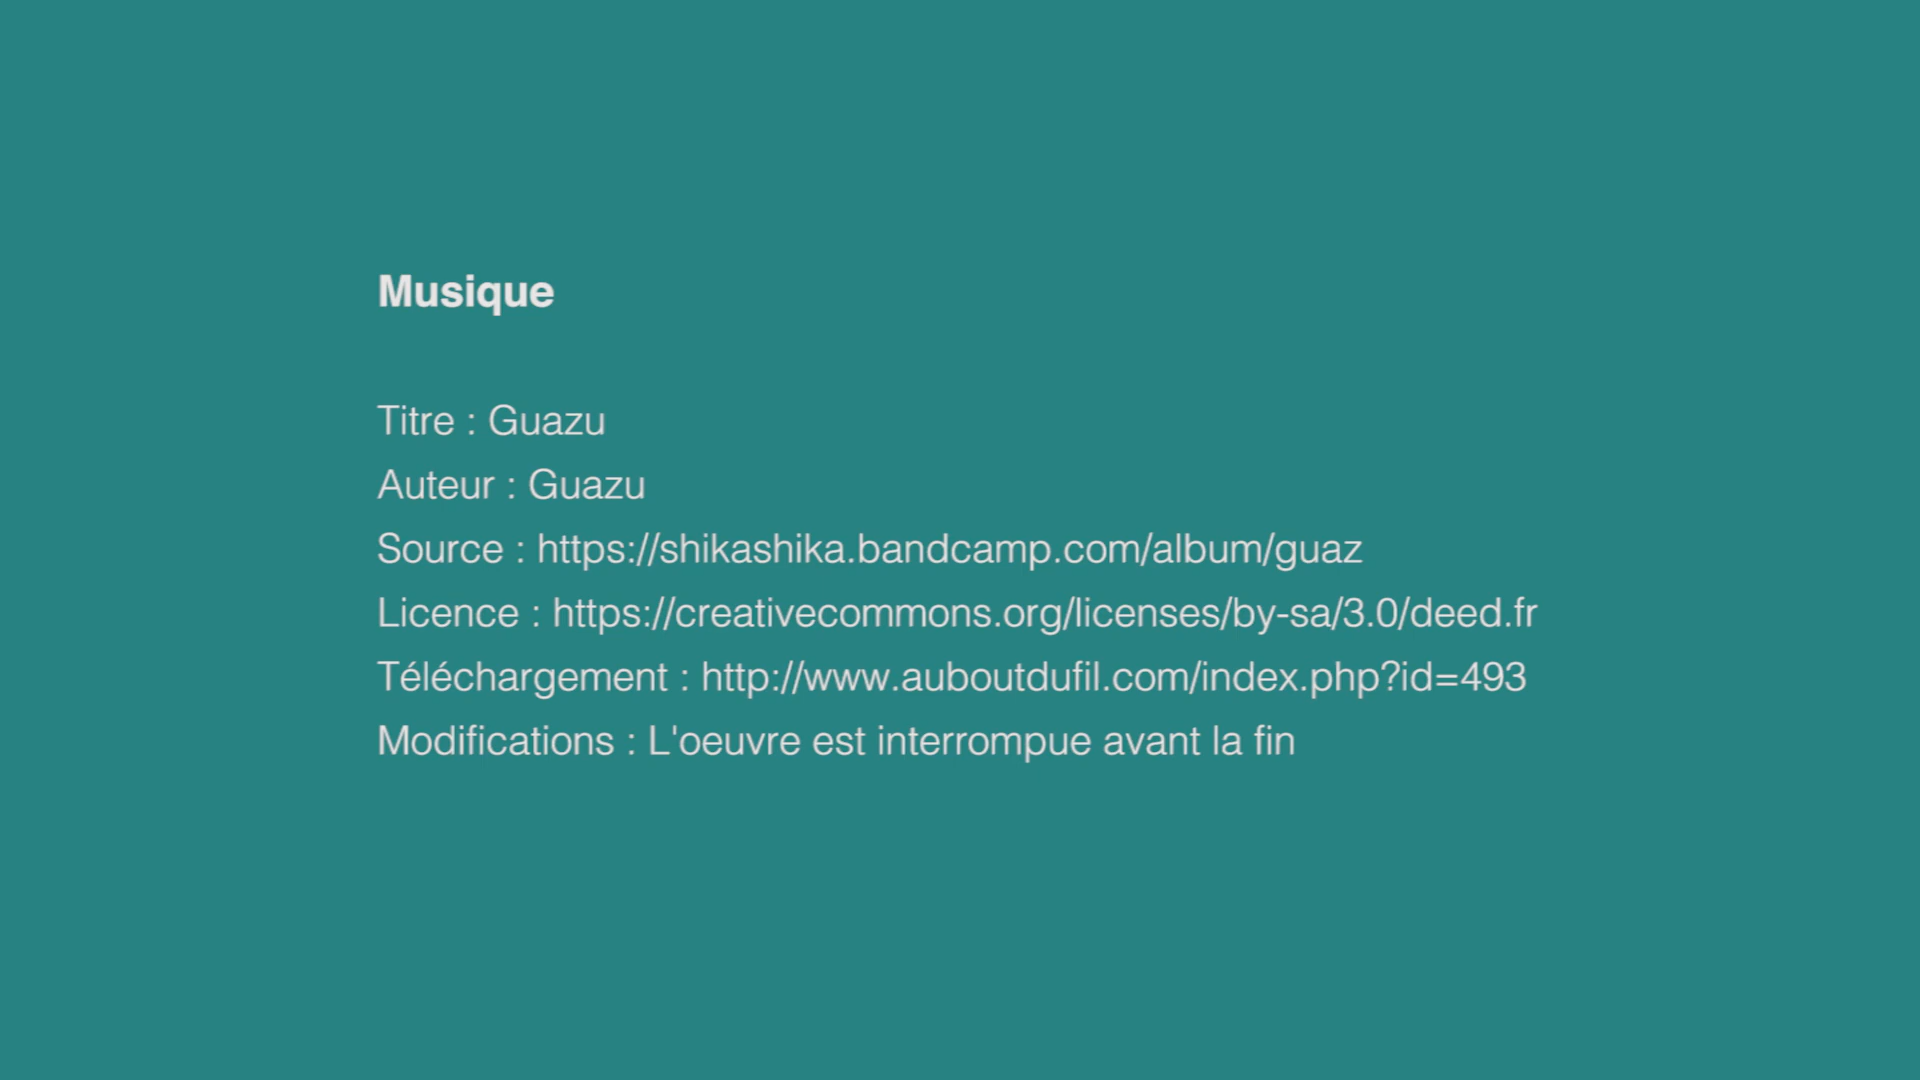 Musique
Titre : Guazu
Auteur : Guazu
Source : https://shikashika.bandcamp.com/album/guaz
Licence : https://creativecommons.org/licenses/by-sa/3.0/deed.fr
Téléchargement : http://www.auboutdufil.com/index.php?id=493
Modifications : L'oeuvre est interrompue avant la fin